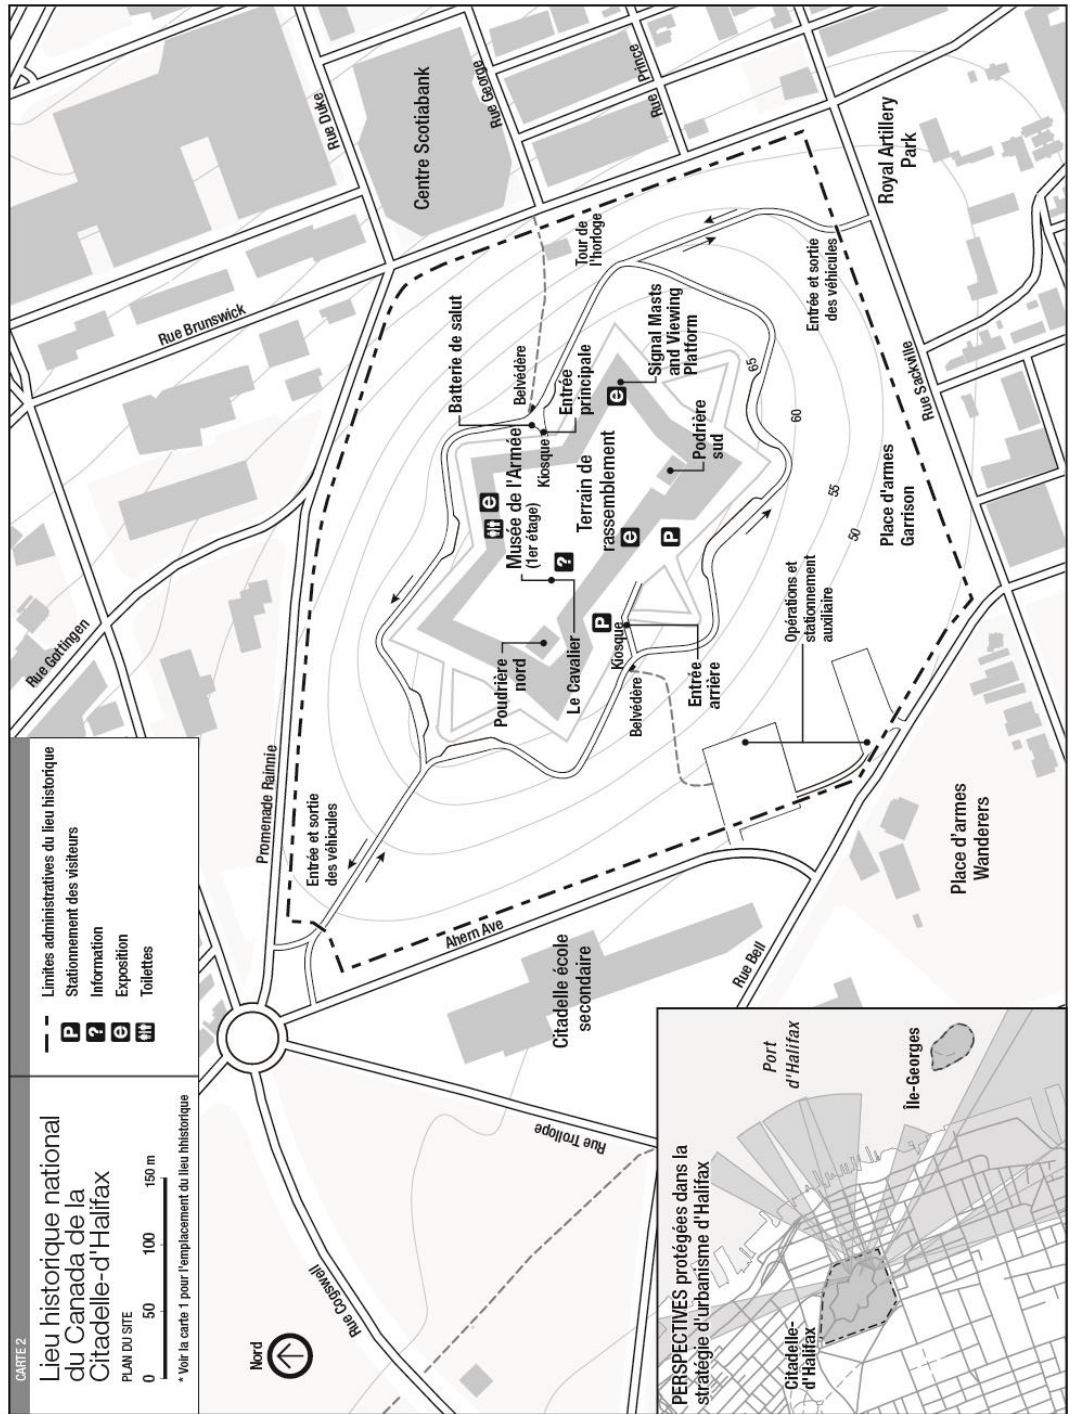 CARTE 2
Lieu historique national
du Canada de la
Citadelle-d'Halifax
PLAN DU SITE
0 50 100 150 m
* Voir la carte 1 pour l'emplacement du lieu hhistorique
Limites administratives du lieu historique
P Stationnement des visiteurs
? Information
e Exposition
Toilettes
Nord
Rue Cogswell
Rue Trollope
Rue Gottingen
Promenade Rainnie
Rue Brunswick
Rue Duke
Centre Scotiabank
Rue George
Rue Prince
Royal Artillery
Park
Rue Sackville
Entrée et sortie
des véhicules
Ahern Ave
Citadelle école
secondaire
Rue Bell
Place d'armes
Wanderers
Batterie de salut
Belvédère
Tour de
l'horloge
Kiosque
Entrée
principale
Musée de l'Armée
(1er étage)
e
?
Terrain de
rassemblement
e
Signal Masts
and Viewing
Platform
e
P
Podrière
sud
Poudrière
nord
Le Cavalier
P
Kiosque
Belvédère
Entrée
arrière
Opérations et
stationnement
auxiliaire
Place d'armes
Garrison
Entrée et sortie
des véhicules
65
60
55
50
PERSPECTIVES protégées dans la
stratégie d'urbanisme d'Halifax
Citadelle-
d'Halifax
Port
d'Halifax
Île-Georges